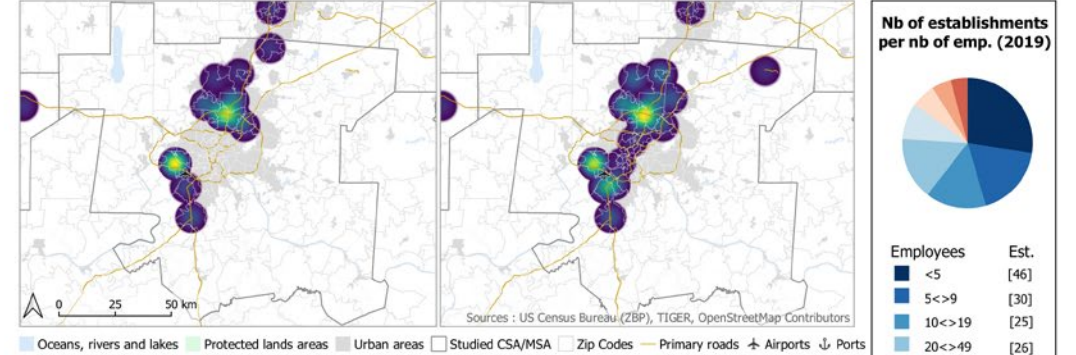 Nb of establishments
per nb of emp. (2019)
0 25 50 km
Sources : US Census Bureau (ZBP), TIGER, OpenStreetMap Contributors
Oceans, rivers and lakes Protected lands areas Urban areas Studied CSA/MSA Zip Codes Primary roads Airports Ports
Employees Est.
<5 [46]
5<>9 [30]
10<>19 [25]
20<>49 [26]